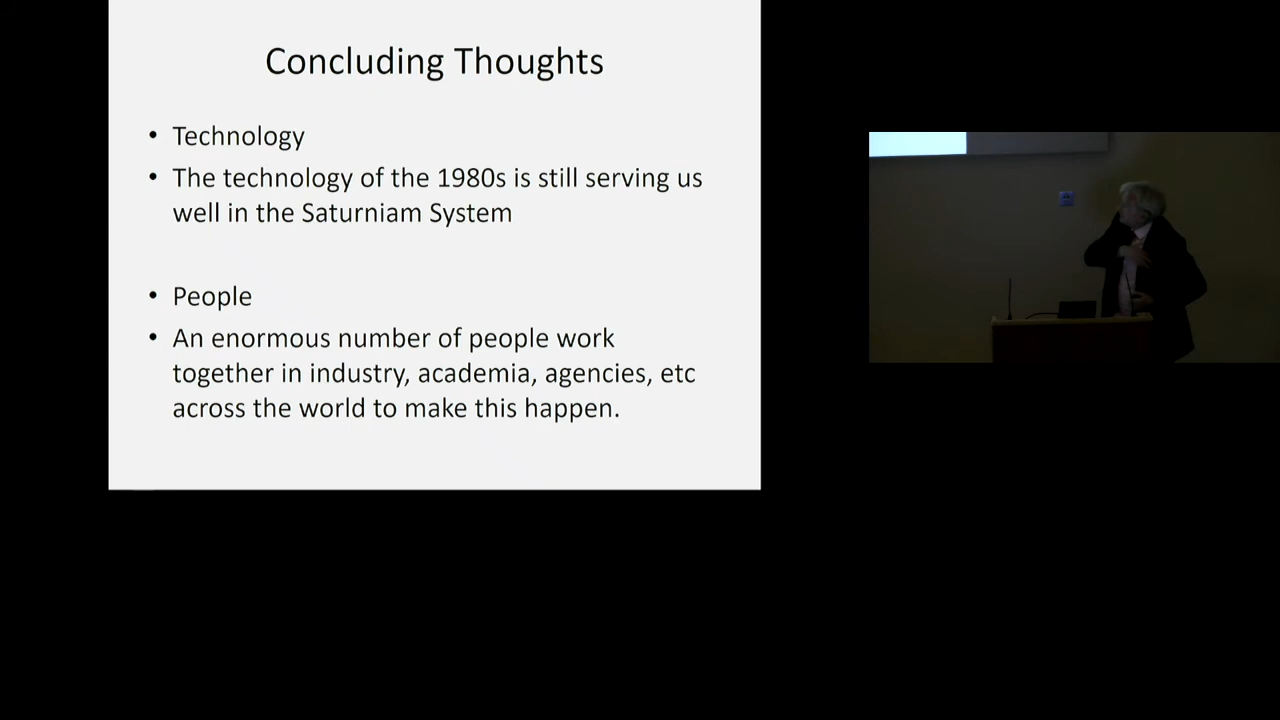 Concluding Thoughts
• Technology
• The technology of the 1980s is still serving us
well in the Saturniam System
• People
• An enormous number of people work
together in industry, academia, agencies, etc
across the world to make this happen.